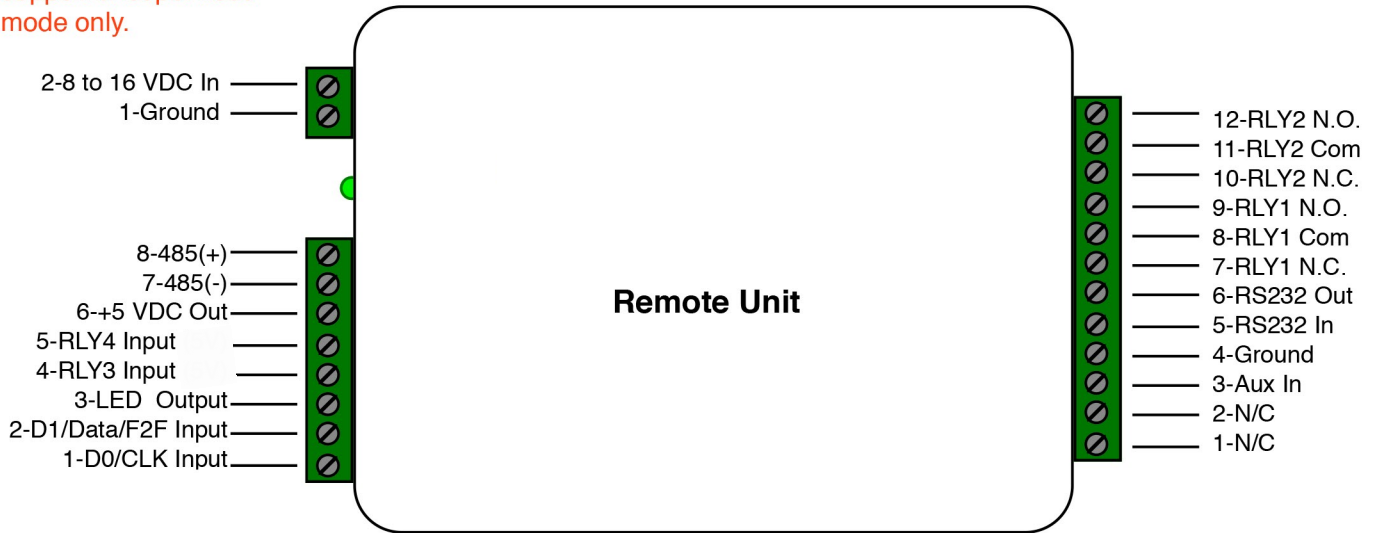 mode only.
2-8 to 16 VDC In
1-Ground
8-485(+)
7-485(-)
6-+5 VDC Out
5-RLY4 Input
4-RLY3 Input
3-LED Output
2-D1/Data/F2F Input
1-D0/CLK Input
Remote Unit
12-RLY2 N.O.
11-RLY2 Com
10-RLY2 N.C.
9-RLY1 N.O.
8-RLY1 Com
7-RLY1 N.C.
6-RS232 Out
5-RS232 In
4-Ground
3-Aux In
2-N/C
1-N/C